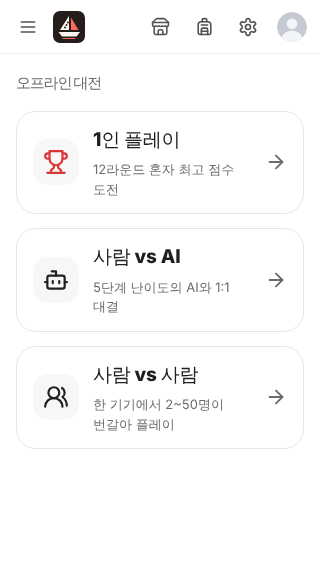 오프라인 대전
1인 플레이
12라운드 혼자 최고 점수
도전
사람 vs AI
5단계 난이도의 AI와 1:1
대결
사람 vs 사람
한 기기에서 2~50명이
번갈아 플레이